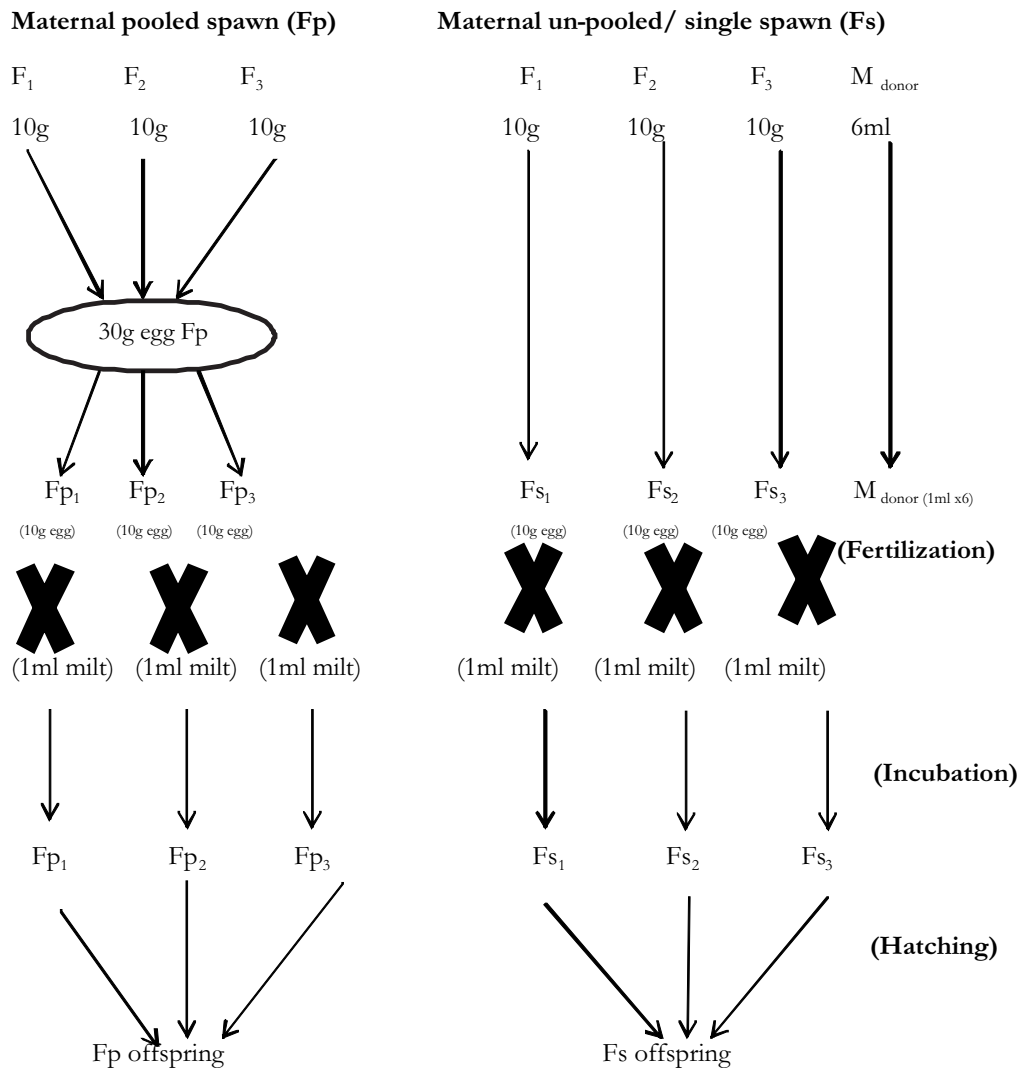 Maternal pooled spawn (Fp) Maternal un-pooled/ single spawn (Fs)
F₁ F₂ F₃ F₁ F₂ F₃ M donor
10g 10g 10g 10g 10g 10g 6ml
30g egg Fp
Fp₁ Fp₂ Fp₃ Fs₁ Fs₂ Fs₃ M donor (1ml x6)
(10g egg) (10g egg) (10g egg) (10g egg) (10g egg) (10g egg)
(Fertilization)
(1ml milt) (1ml milt) (1ml milt) (1ml milt) (1ml milt) (1ml milt)
(Incubation)
Fp₁ Fp₂ Fp₃ Fs₁ Fs₂ Fs₃
(Hatching)
Fp offspring Fs offspring